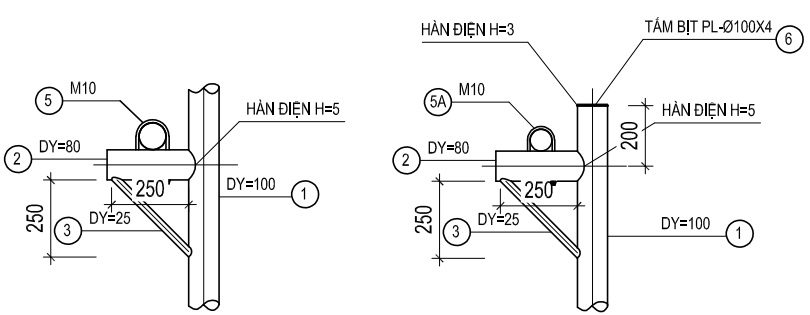 M10
5
HÀN ĐIỆN H=5
DY=80
2
250
DY=100
1
250
DY=25
3
HÀN ĐIỆN H=3
TẤM BỊT PL-Ø100X4
6
M10
5A
HÀN ĐIỆN H=5
200
DY=80
2
250
250
DY=25
3
DY=100
1